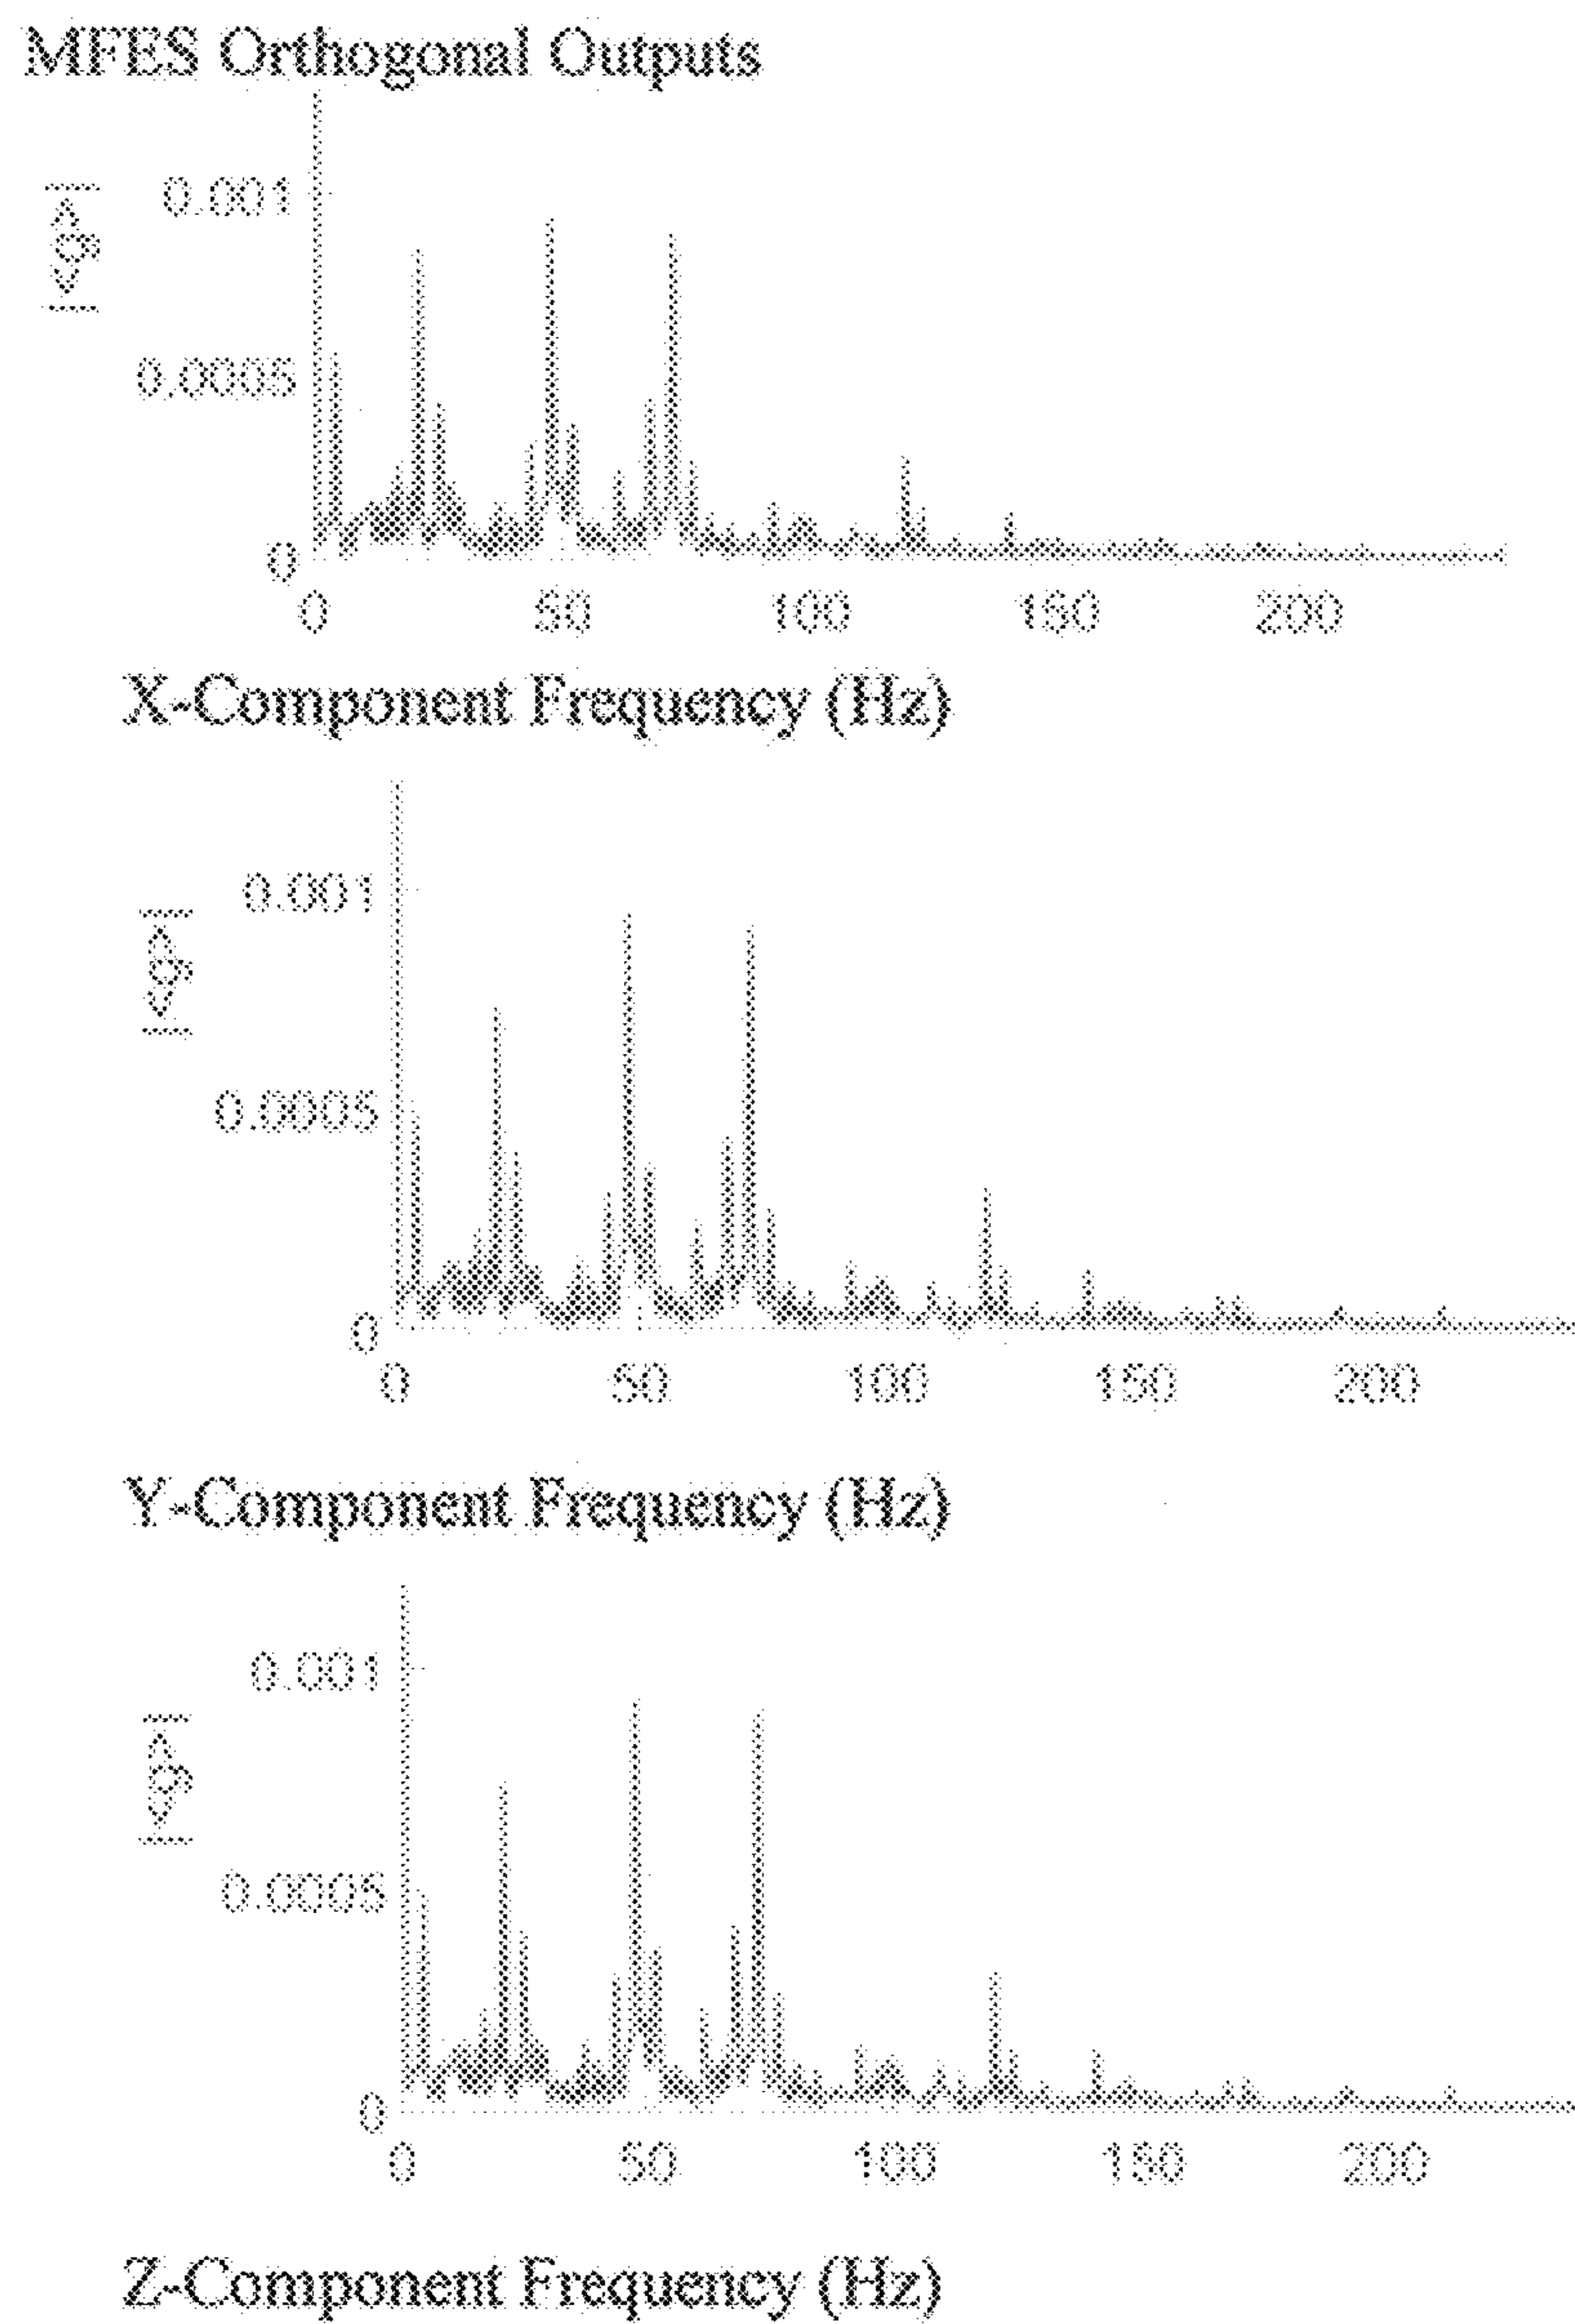 MFES Orthogonal Outputs
0.001
0.0005
0
0 50 100 150 200
X-Component Frequency (Hz)
0.001
0.0005
0
0 50 100 150 200
Y-Component Frequency (Hz)
0.001
0.0005
0
0 50 100 150 200
Z-Component Frequency (Hz)